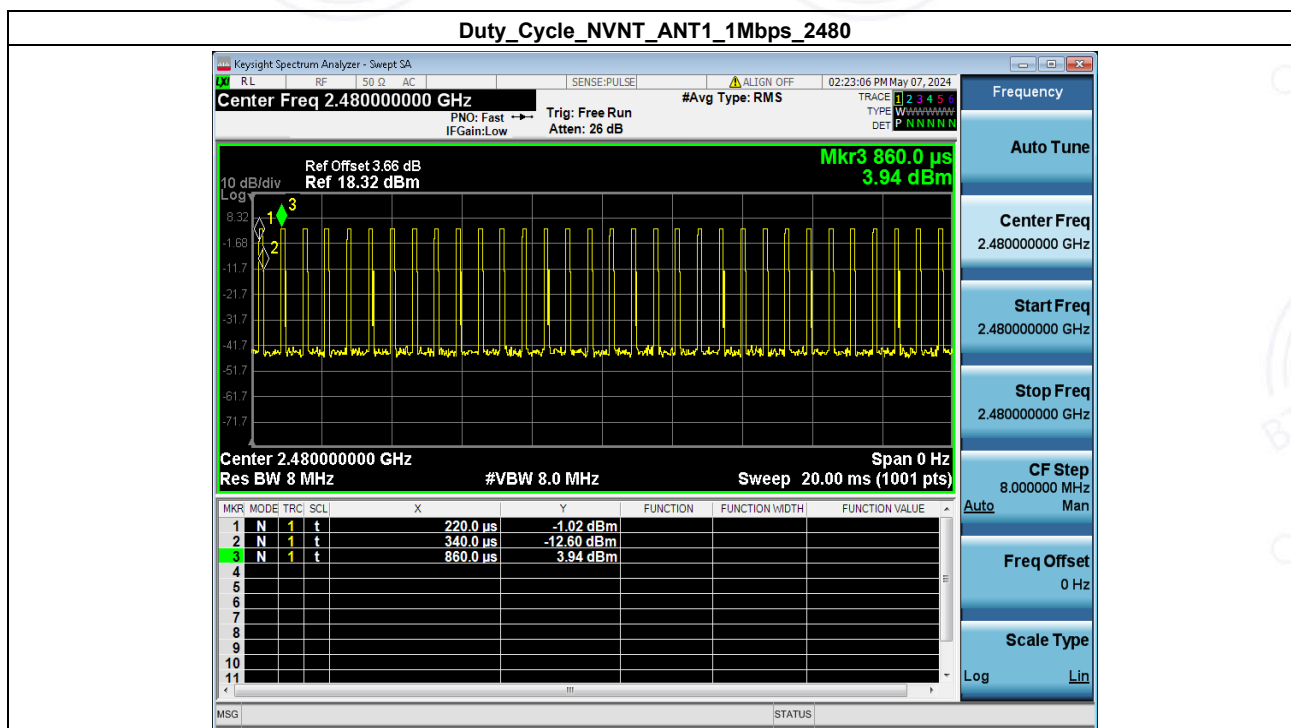 Duty_Cycle_NVNT_ANT1_1Mbps_2480
Keysight Spectrum Analyzer - Swept SA
LXI RL RF 50 Ω AC SENSE:PULSE ALIGN OFF 02:23:06 PM May 07, 2024
Center Freq 2.480000000 GHz #Avg Type: RMS TRACE 1 2 3 4 5 6
PNO: Fast Trig: Free Run TYPE WWWWWW
IFGain:Low Atten: 26 dB DET P N N N N N
Mkr3 860.0 µs
3.94 dBm
Ref Offset 3.66 dB
10 dB/div Ref 18.32 dBm
Log
8.32
-1.68
-11.7
-21.7
-31.7
-41.7
-51.7
-61.7
-71.7
1
2
3
Center 2.480000000 GHz Span 0 Hz
Res BW 8 MHz #VBW 8.0 MHz Sweep 20.00 ms (1001 pts)
MKR MODE TRC SCL X Y FUNCTION FUNCTION WIDTH FUNCTION VALUE
1 N 1 t 220.0 µs -1.02 dBm
2 N 1 t 340.0 µs -12.60 dBm
3 N 1 t 860.0 µs 3.94 dBm
4
5
6
7
8
9
10
11
MSG STATUS
Frequency
Auto Tune
Center Freq
2.480000000 GHz
Start Freq
2.480000000 GHz
Stop Freq
2.480000000 GHz
CF Step
8.000000 MHz
Auto Man
Freq Offset
0 Hz
Scale Type
Log Lin